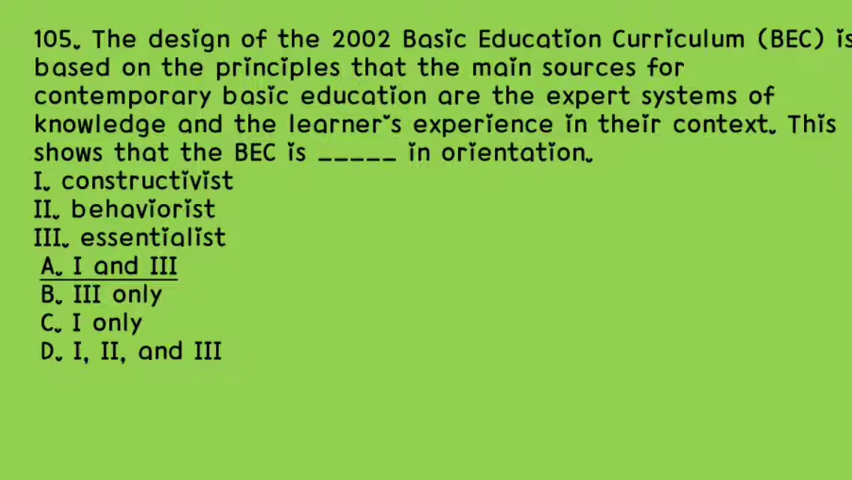 105. The design of the 2002 Basic Education Curriculum (BEC) is
based on the principles that the main sources for
contemporary basic education are the expert systems of
knowledge and the learner's experience in their context. This
shows that the BEC is _____ in orientation.
I. constructivist
II. behaviorist
III. essentialist
A. I and III
B. III only
C. I only
D. I, II, and III